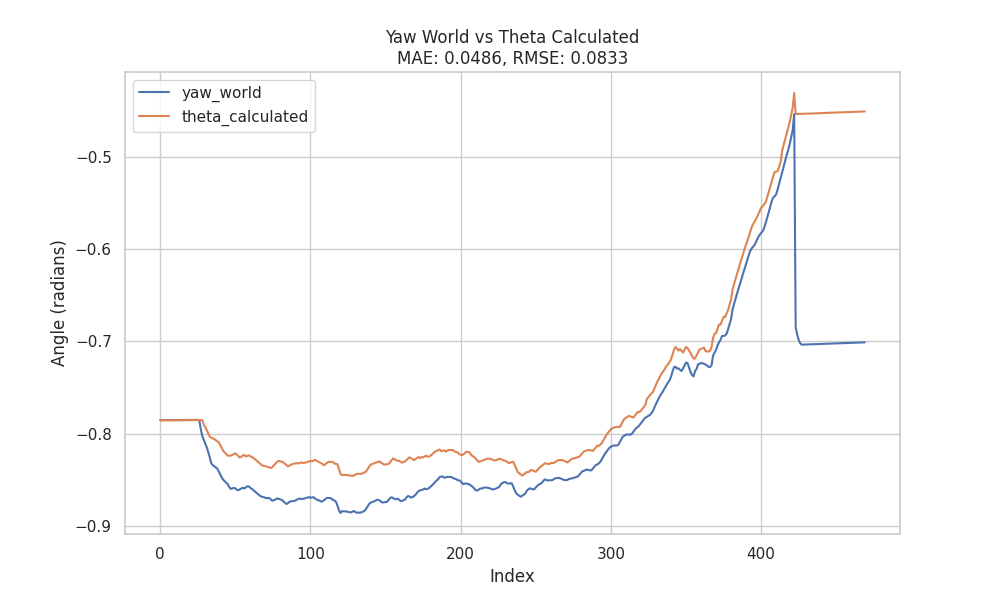 Yaw World vs Theta Calculated
MAE: 0.0486, RMSE: 0.0833
yaw_world
theta_calculated
Angle (radians)
−0.5
−0.6
−0.7
−0.8
−0.9
0
100
200
300
400
Index